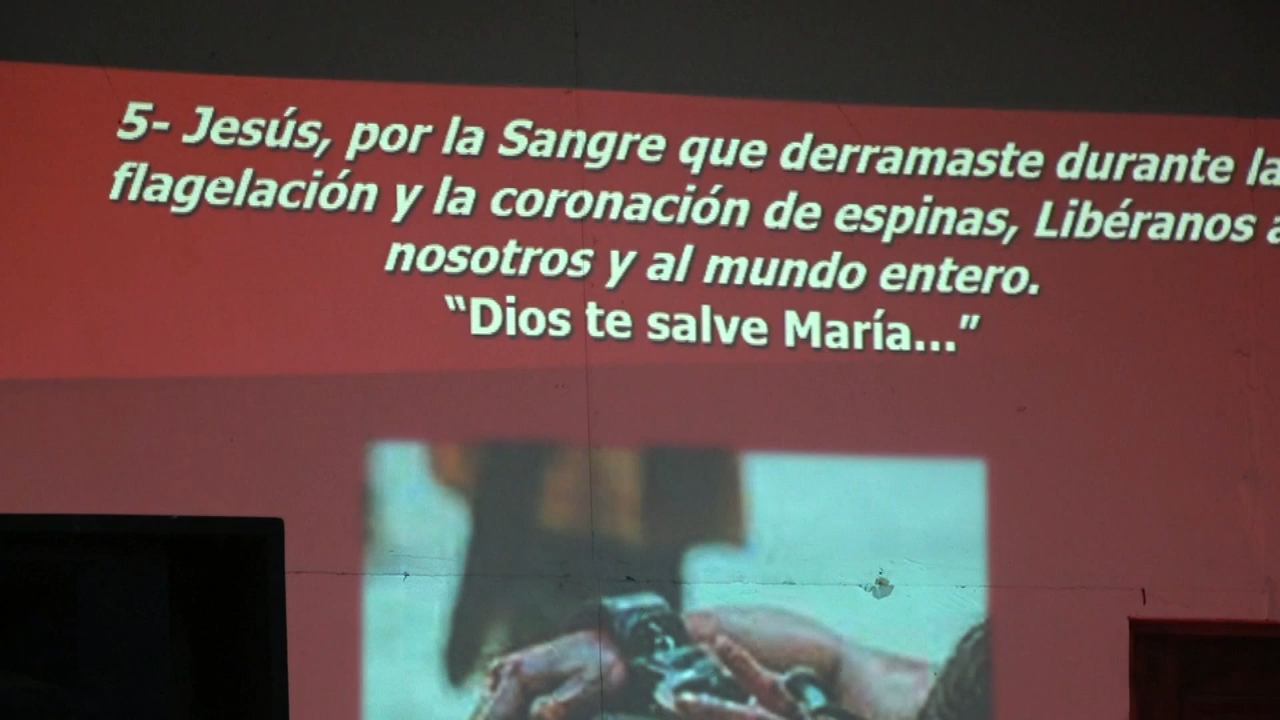 5- Jesús, por la Sangre que derramaste durante la
flagelación y la coronación de espinas, Libéranos a
nosotros y al mundo entero.
“Dios te salve María...”